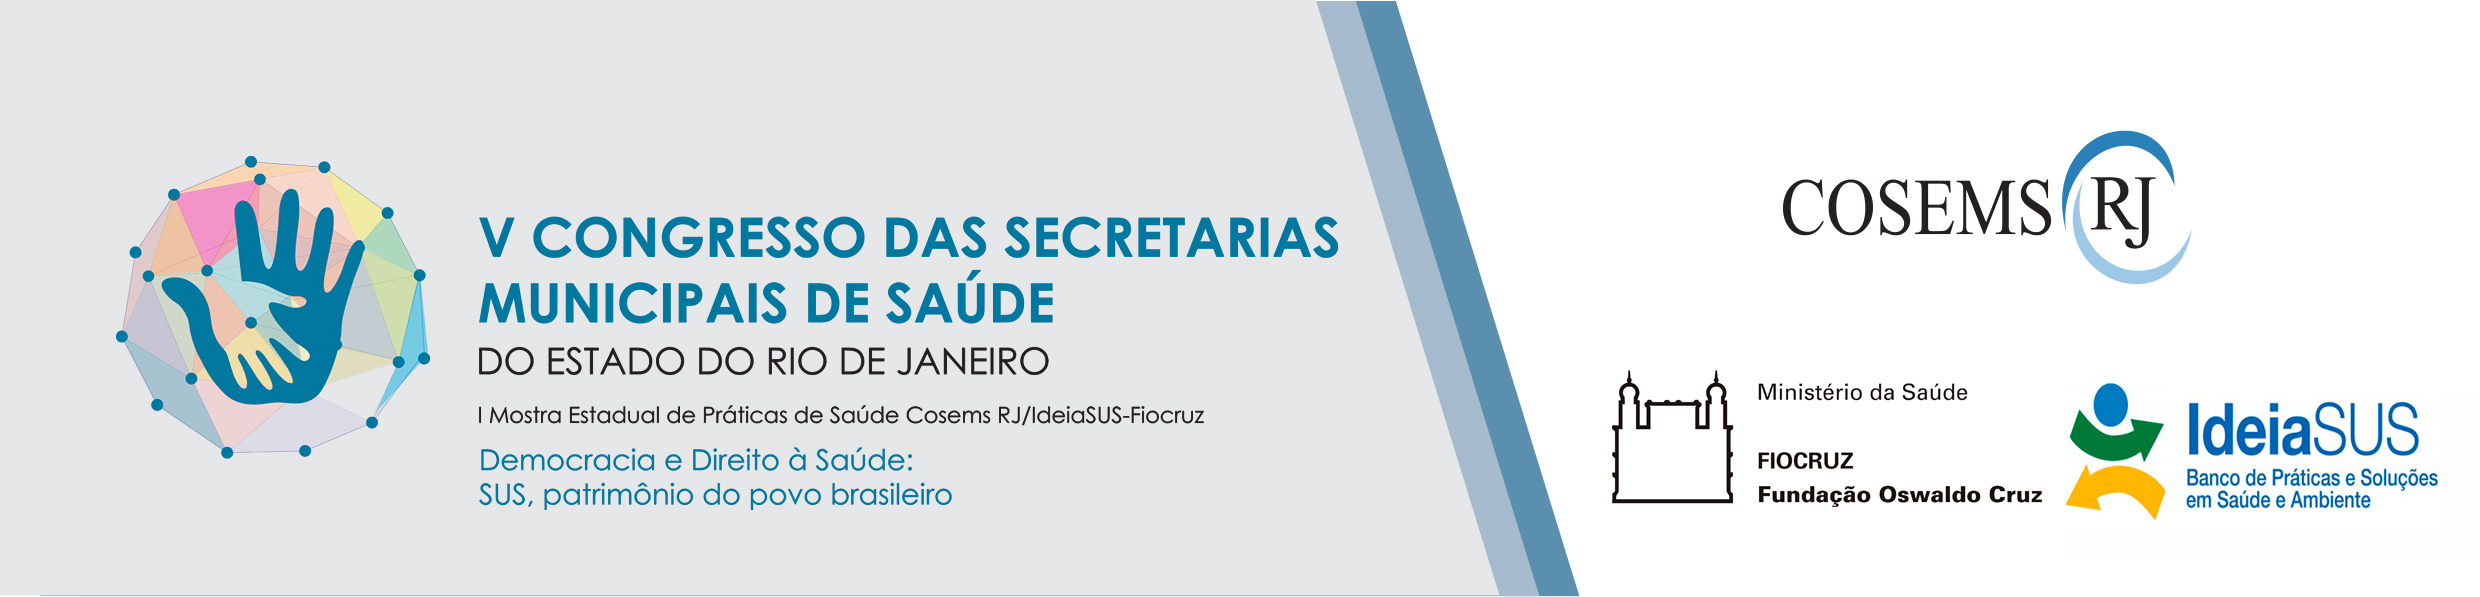 V CONGRESSO DAS SECRETARIAS
MUNICIPAIS DE SAÚDE
DO ESTADO DO RIO DE JANEIRO
I Mostra Estadual de Práticas de Saúde Cosems RJ/IdeiaSUS-Fiocruz
Democracia e Direito à Saúde:
SUS, patrimônio do povo brasileiro
COSEMS RJ
Ministério da Saúde
FIOCRUZ
Fundação Oswaldo Cruz
IdeiaSUS
Banco de Práticas e Soluções
em Saúde e Ambiente